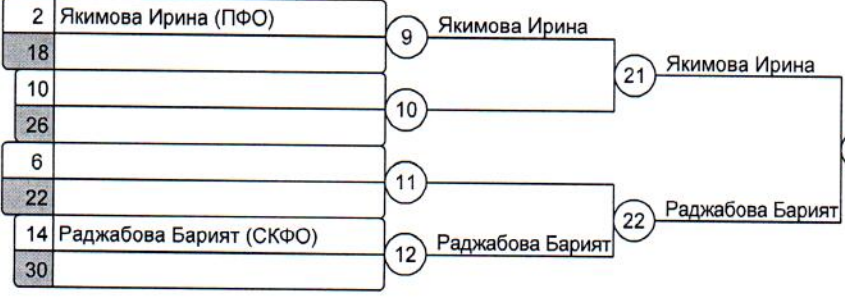 2 Якимова Ирина (ПФО)
18
9 Якимова Ирина
10
26
10
21 Якимова Ирина
6
22
11
14 Раджабова Барият (СКФО)
30
12 Раджабова Барият
22 Раджабова Барият